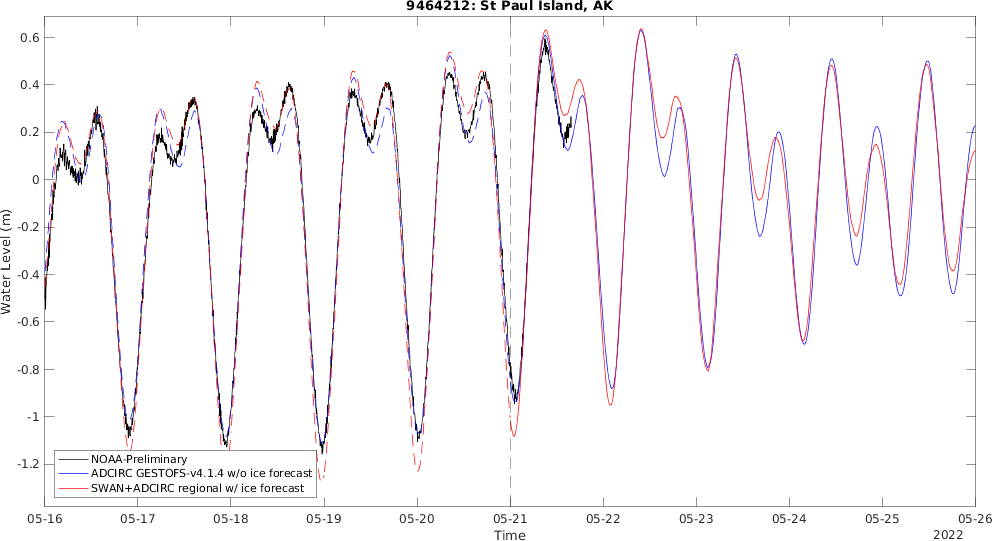 9464212: St Paul Island, AK
0.6
0.4
0.2
0
-0.2
-0.4
-0.6
-0.8
-1
-1.2
Water Level (m)
NOAA-Preliminary
ADCIRC GESTOFS-v4.1.4 w/o ice forecast
SWAN+ADCIRC regional w/ ice forecast
05-16 05-17 05-18 05-19 05-20 05-21 05-22 05-23 05-24 05-25 05-26
Time
2022